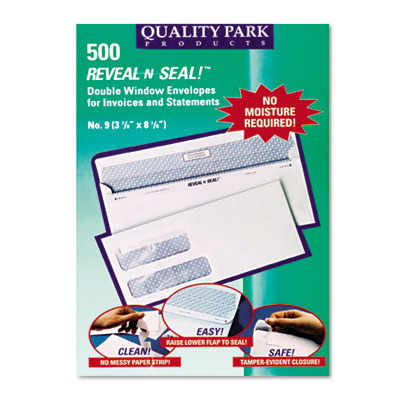 QUALITY PARK
PRODUCTS
500
REVEAL-N-SEAL!™
Double Window Envelopes
for Invoices and Statements
No. 9 (3 7/8" x 8 7/8")
NO
MOISTURE
REQUIRED!
REVEAL-N-SEAL!
EASY!
RAISE LOWER FLAP TO SEAL!
CLEAN!
NO MESSY PAPER STRIP!
SAFE!
TAMPER-EVIDENT CLOSURE!